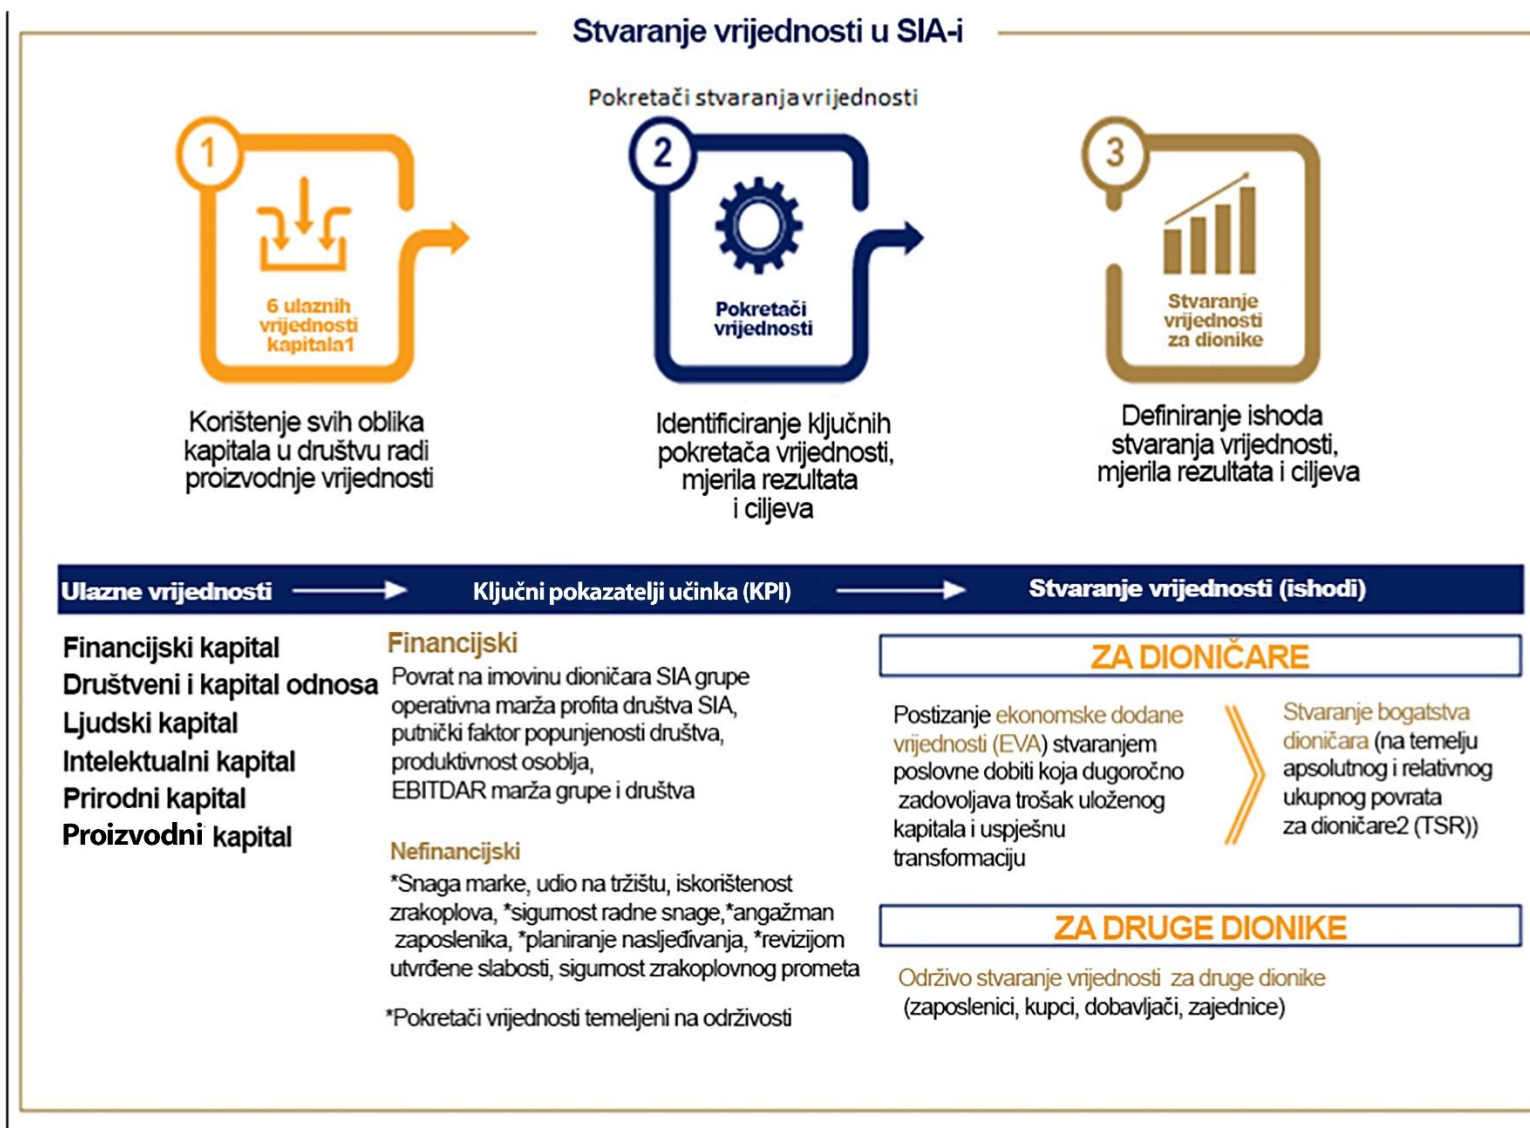 Stvaranje vrijednosti u SIA-i
Pokretači stvaranja vrijednosti
1
6 ulaznih
vrijednosti
kapitala1
Korištenje svih oblika
kapitala u društvu radi
proizvodnje vrijednosti
2
Pokretači
vrijednosti
Identificiranje ključnih
pokretača vrijednosti,
mjerila rezultata
i ciljeva
3
Stvaranje
vrijednosti
za dionike
Definiranje ishoda
stvaranja vrijednosti,
mjerila rezultata i ciljeva
Ulazne vrijednosti
Ključni pokazatelji učinka (KPI)
Stvaranje vrijednosti (ishodi)
Financijski kapital
Društveni i kapital odnosa
Ljudski kapital
Intelektualni kapital
Prirodni kapital
Proizvodni kapital
Financijski
Povrat na imovinu dioničara SIA grupe
operativna marža profita društva SIA,
putnički faktor popunjenosti društva,
produktivnost osoblja,
EBITDAR marža grupe i društva
Nefinancijski
*Snaga marke, udio na tržištu, iskorištenost
zrakoplova, *sigurnost radne snage,*angažman
zaposlenika, *planiranje nasljeđivanja, *revizijom
utvrđene slabosti, sigurnost zrakoplovnog prometa
*Pokretači vrijednosti temeljeni na održivosti
ZA DIONIČARE
Postizanje ekonomske dodane
vrijednosti (EVA) stvaranjem
poslovne dobiti koja dugoročno
zadovoljava trošak uloženog
kapitala i uspješnu
transformaciju
Stvaranje bogatstva
dioničara (na temelju
apsolutnog i relativnog
ukupnog povrata
za dioničare2 (TSR))
ZA DRUGE DIONIKE
Održivo stvaranje vrijednosti za druge dionike
(zaposlenici, kupci, dobavljači, zajednice)